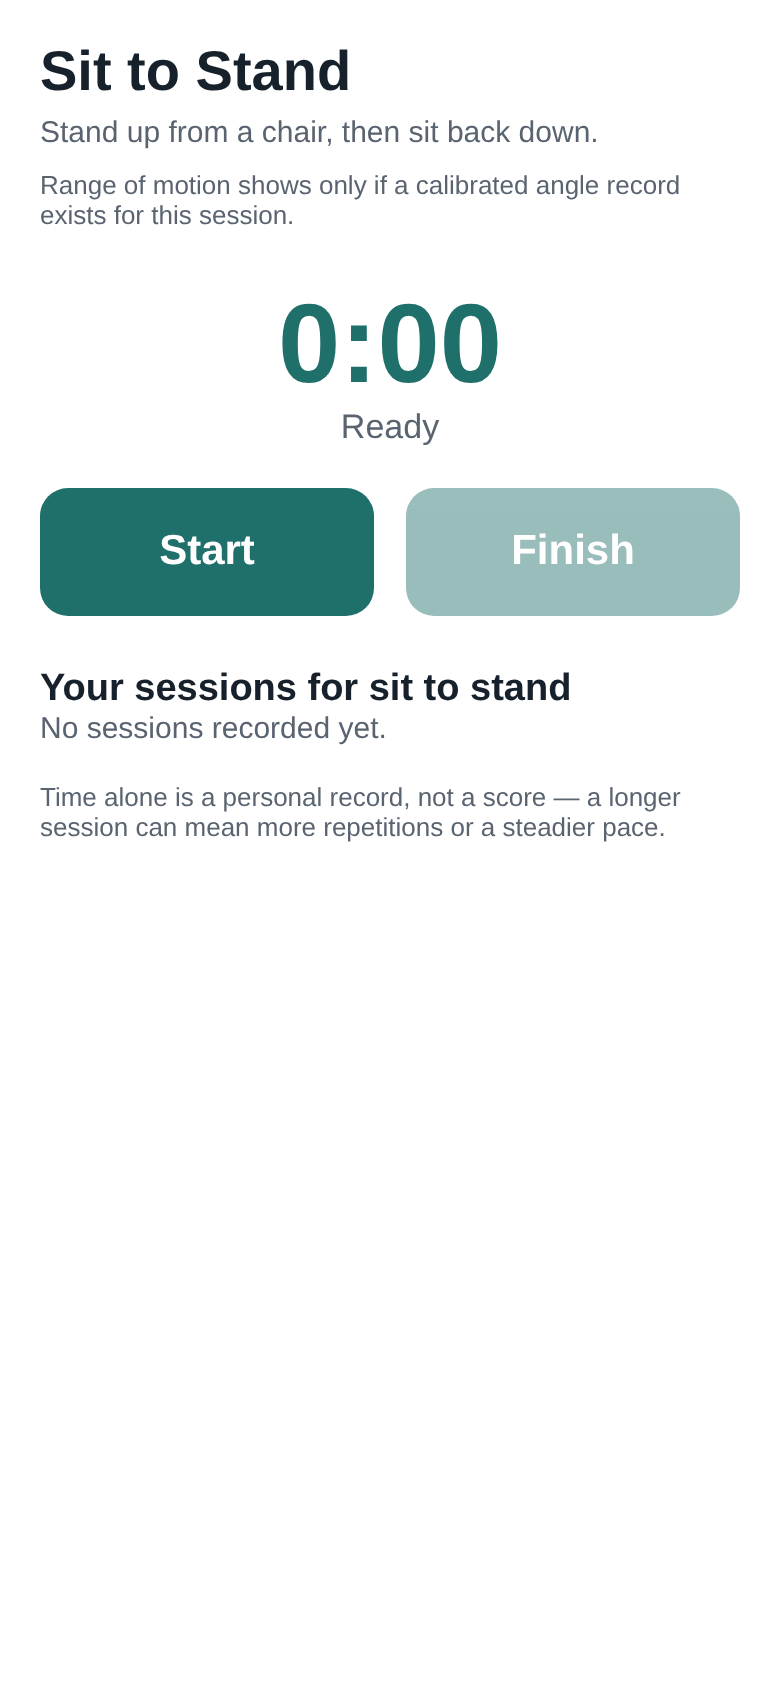 Sit to Stand
Stand up from a chair, then sit back down.
Range of motion shows only if a calibrated angle record
exists for this session.
0:00
Ready
Start
Finish
Your sessions for sit to stand
No sessions recorded yet.
Time alone is a personal record, not a score — a longer
session can mean more repetitions or a steadier pace.